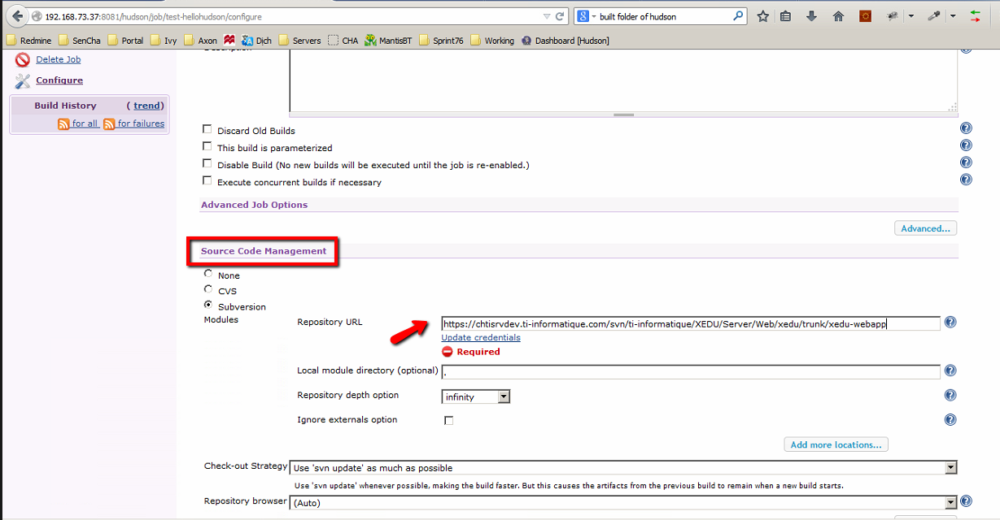 192.168.73.37:8081/hudson/job/test-hellohudson/configure
built folder of hudson
Redmine SenCha Portal Ivy Axon Djch Servers CHA MantisBT Sprint76 Working Dashboard [Hudson]
Delete Job
Configure
Build History (trend)
for all for failures
Description
Discard Old Builds
This build is parameterized
Disable Build (No new builds will be executed until the job is re-enabled.)
Execute concurrent builds if necessary
Advanced Job Options
Advanced...
Source Code Management
None
CVS
Subversion
Modules
Repository URL https://chtisrvdev.ti-informatique.com/svn/ti-informatique/XEDU/Server/Web/xedu/trunk/xedu-webapp
Update credentials
Required
Local module directory (optional) .
Repository depth option infinity
Ignore externals option
Add more locations...
Check-out Strategy Use 'svn update' as much as possible
Use 'svn update' whenever possible, making the build faster. But this causes the artifacts from the previous build to remain when a new build starts.
Repository browser (Auto)